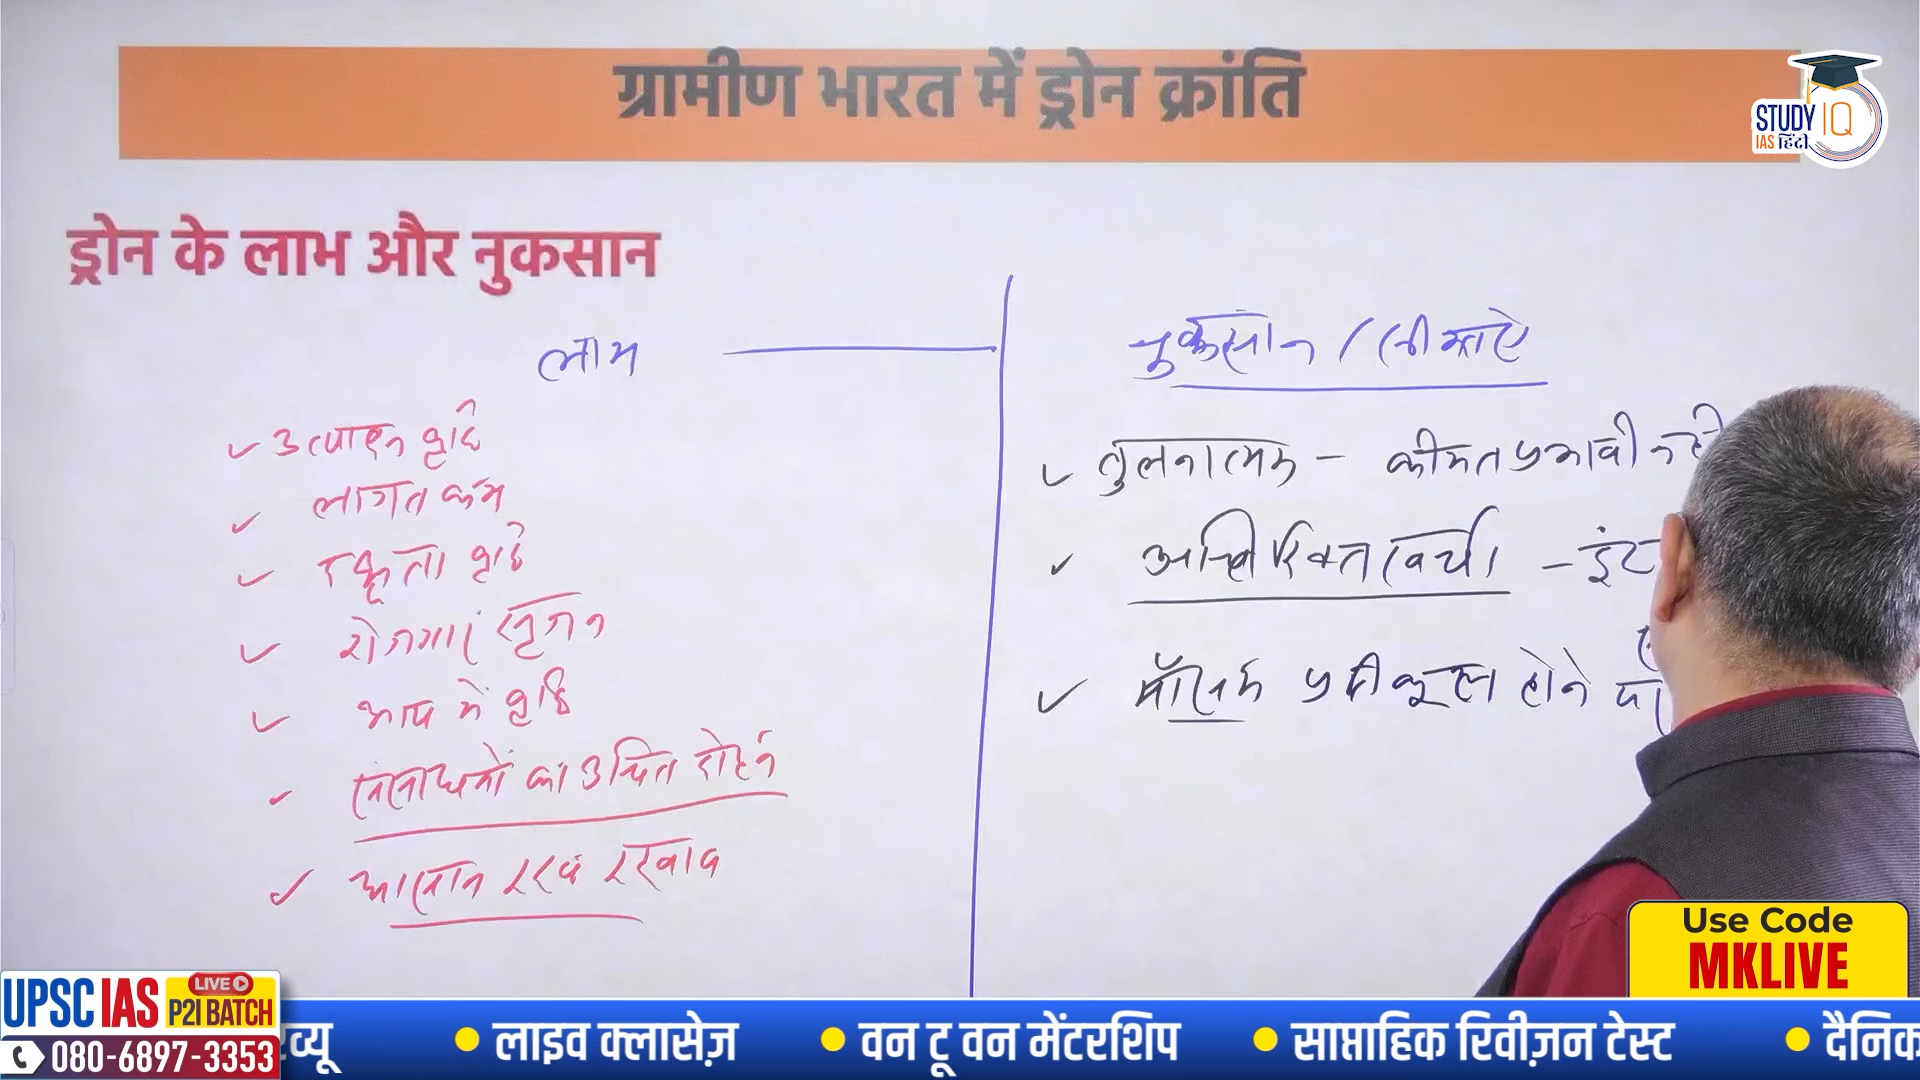 ग्रामीण भारत में ड्रोन क्रांति
STUDY IQ
IAS हिंदी
ड्रोन के लाभ और नुकसान
लाभ
उत्पादन वृद्धि
लागत कम
दक्षता वृद्धि
रोजगार सृजन
आय में वृद्धि
संसाधनों का उचित दोहन
आसान रख रखाव
नुकसान / सीमाएं
तुलनात्मक - कीमत प्रभावी नहीं
अतिरिक्त खर्चा - इंट
मौसम प्रतिकूल होने पर
Use Code
MKLIVE
UPSC IAS LIVE
P2I BATCH
080-6897-3353
व्यू • लाइव क्लासेज़ • वन टू वन मेंटरशिप • साप्ताहिक रिवीज़न टेस्ट • दैनिक